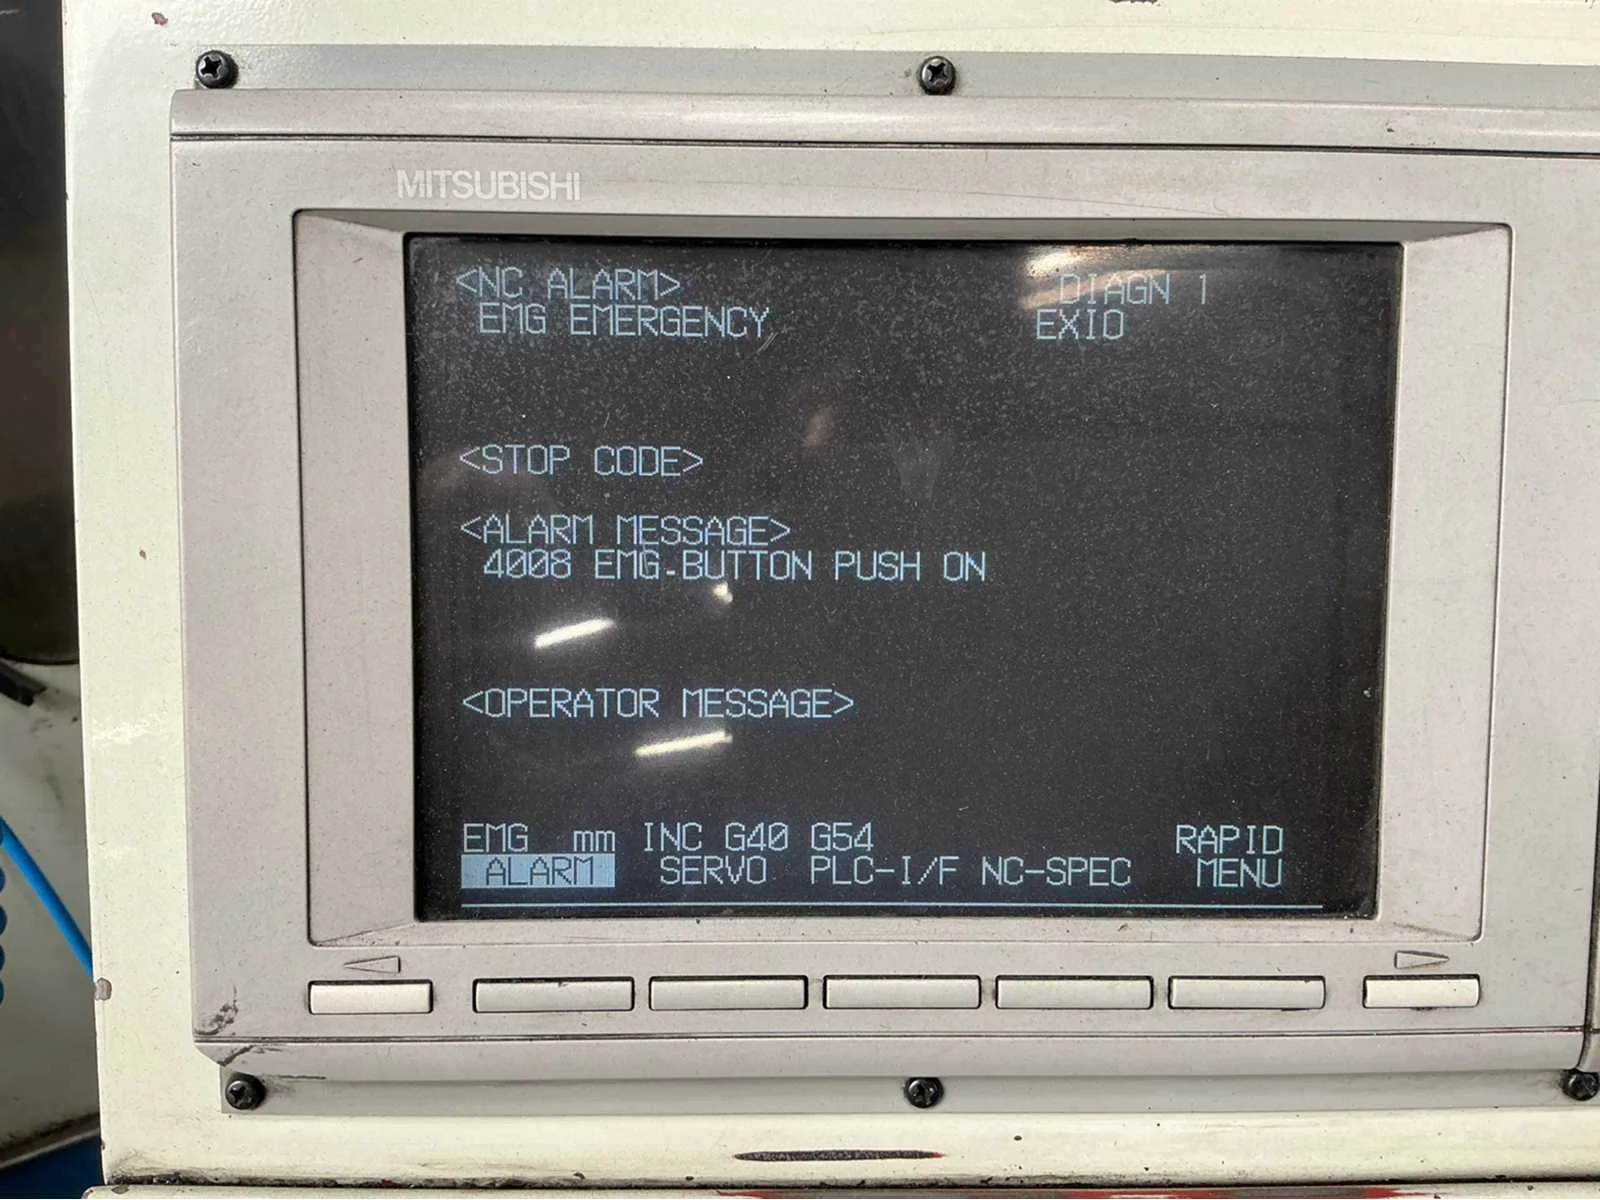 MITSUBISHI
<NC ALARM> DIAGN 1
EMG EMERGENCY EXIO
<STOP CODE>
<ALARM MESSAGE>
4008 EMG.BUTTON PUSH ON
<OPERATOR MESSAGE>
EMG mm INC G40 G54 RAPID
ALARM SERVO PLC-I/F NC-SPEC MENU